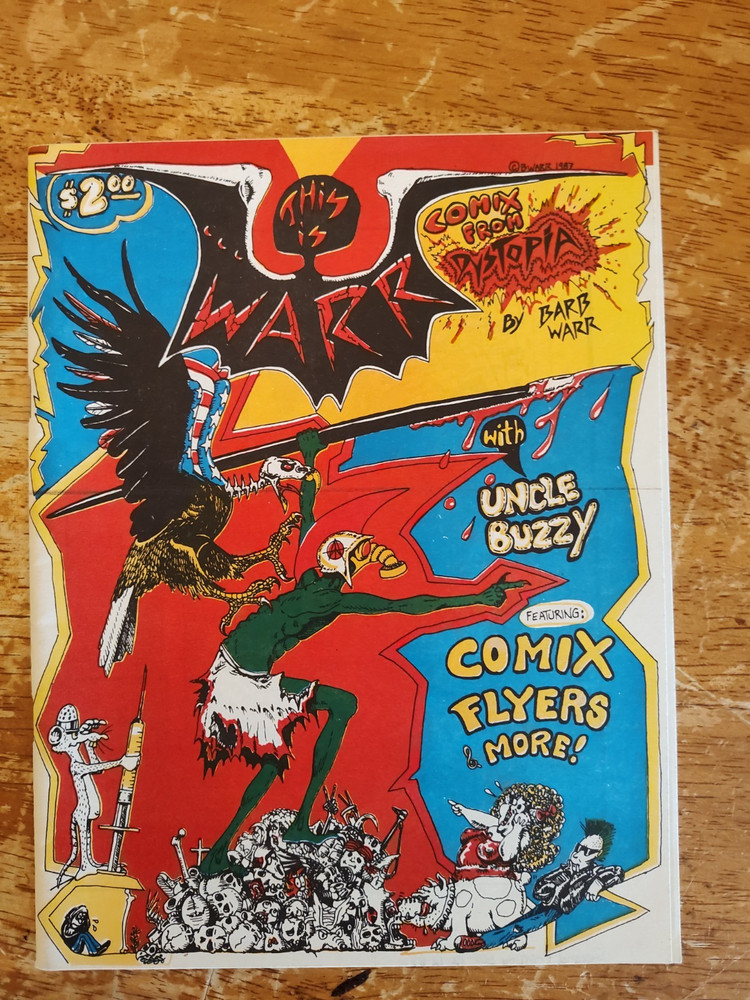 ©BWARR 1987
$2.00
THIS
is
WARR
COMIX
FROM
DYSTOPIA
BY BARB
WARR
with
UNCLE
BUZZY
FEATURING:
COMIX
FLYERS
& MORE!